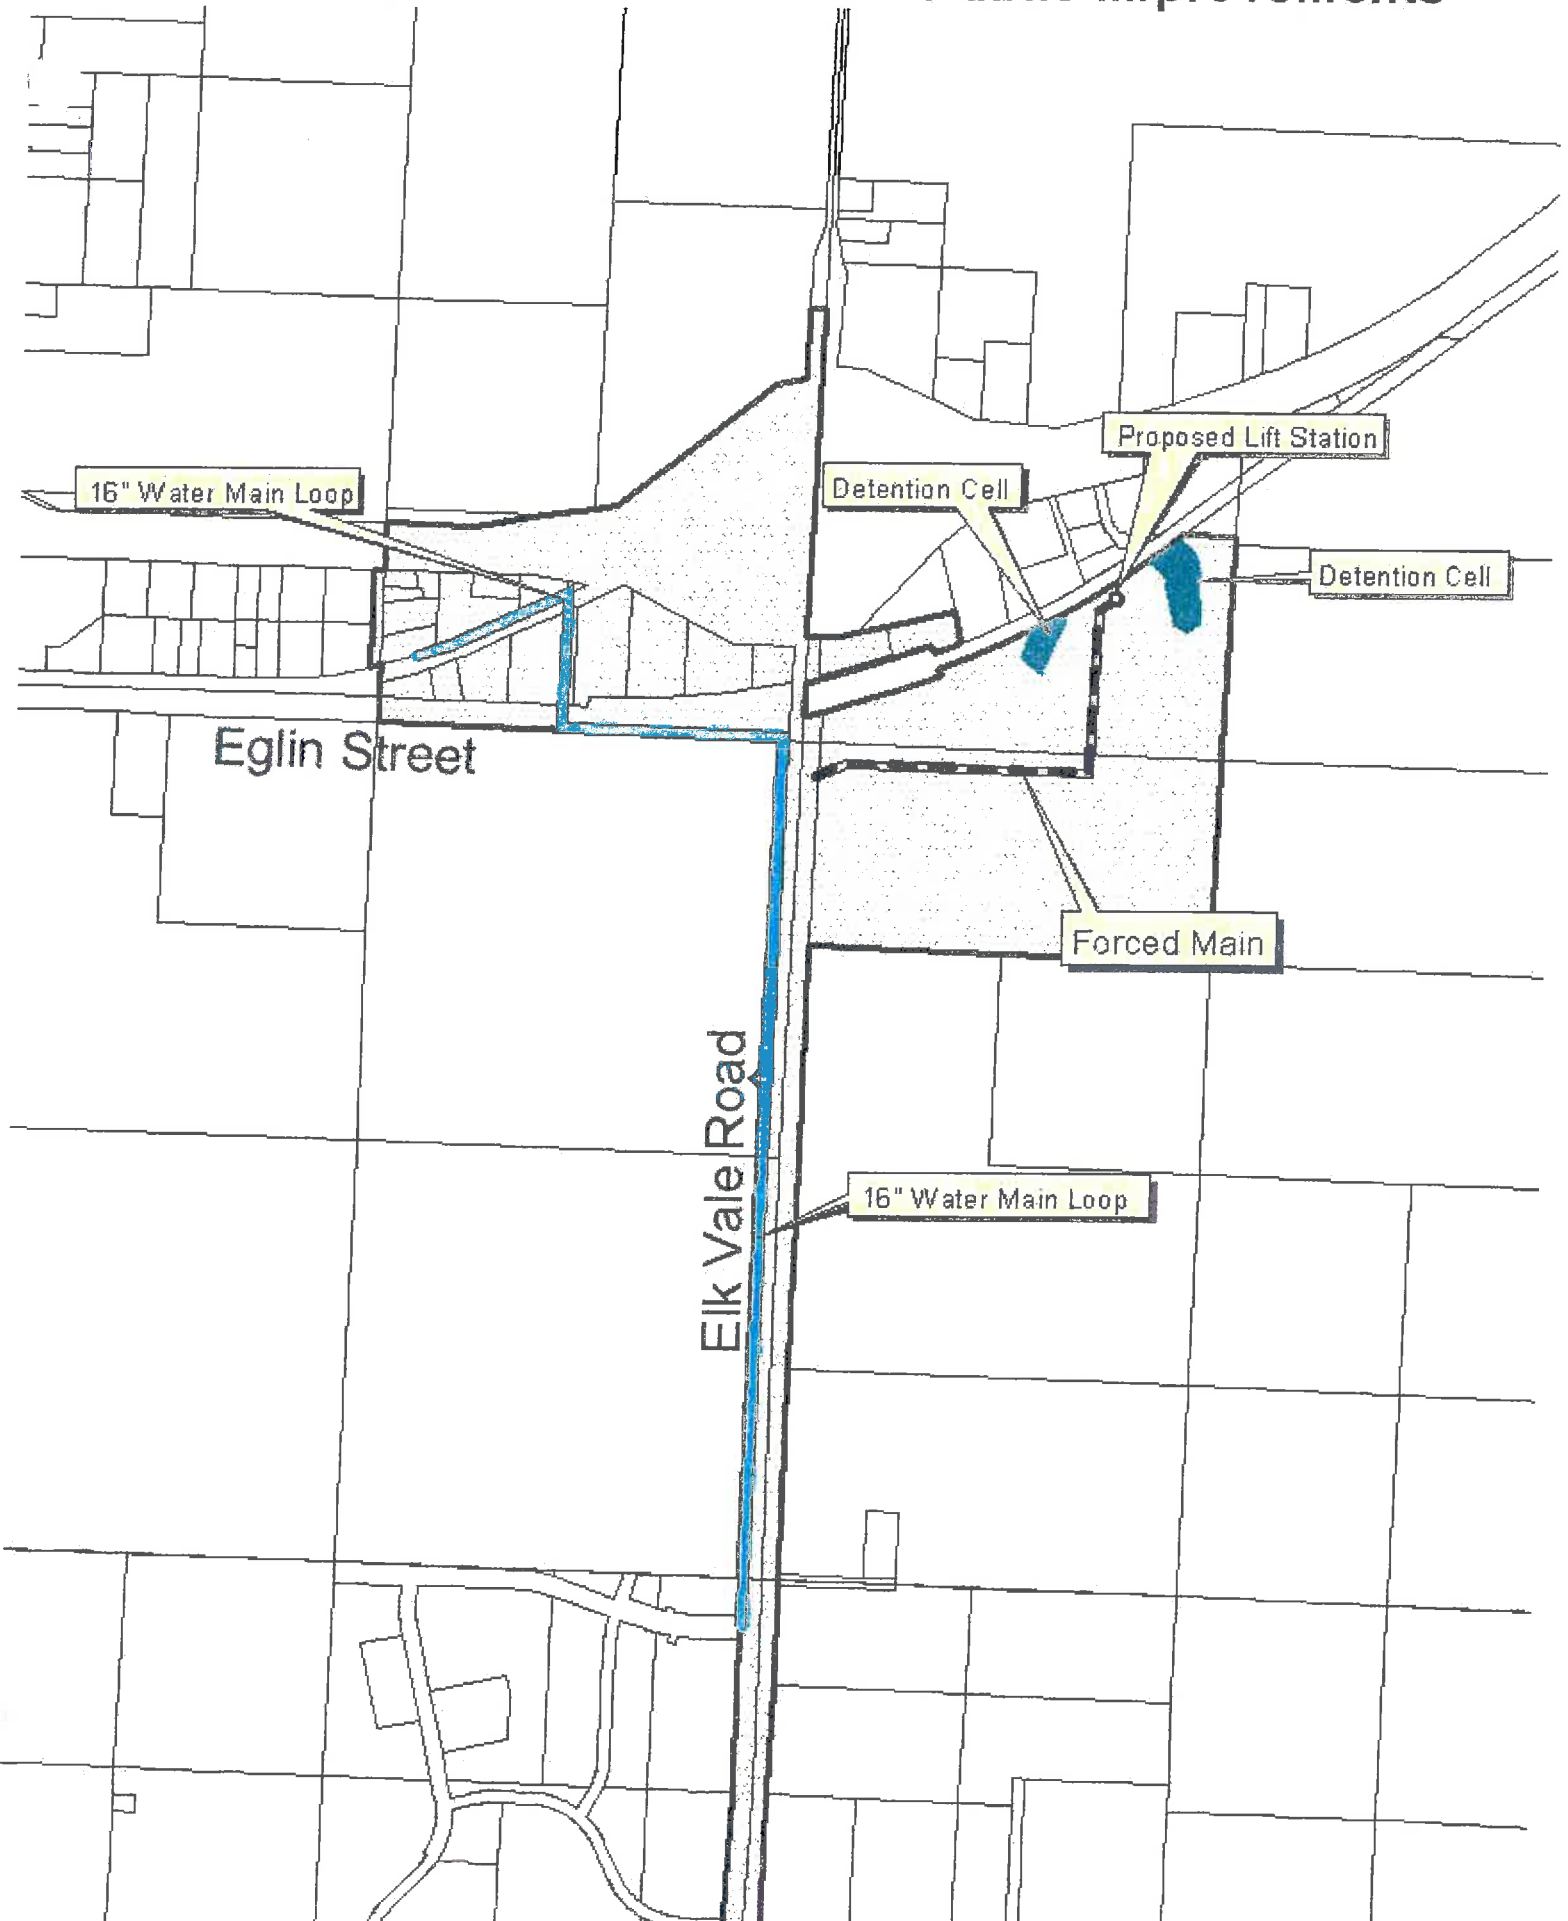 Improvements
Proposed Lift Station
16" Water Main Loop
Detention Cell
Detention Cell
Eglin Street
Forced Main
Elk Vale Road
16" Water Main Loop